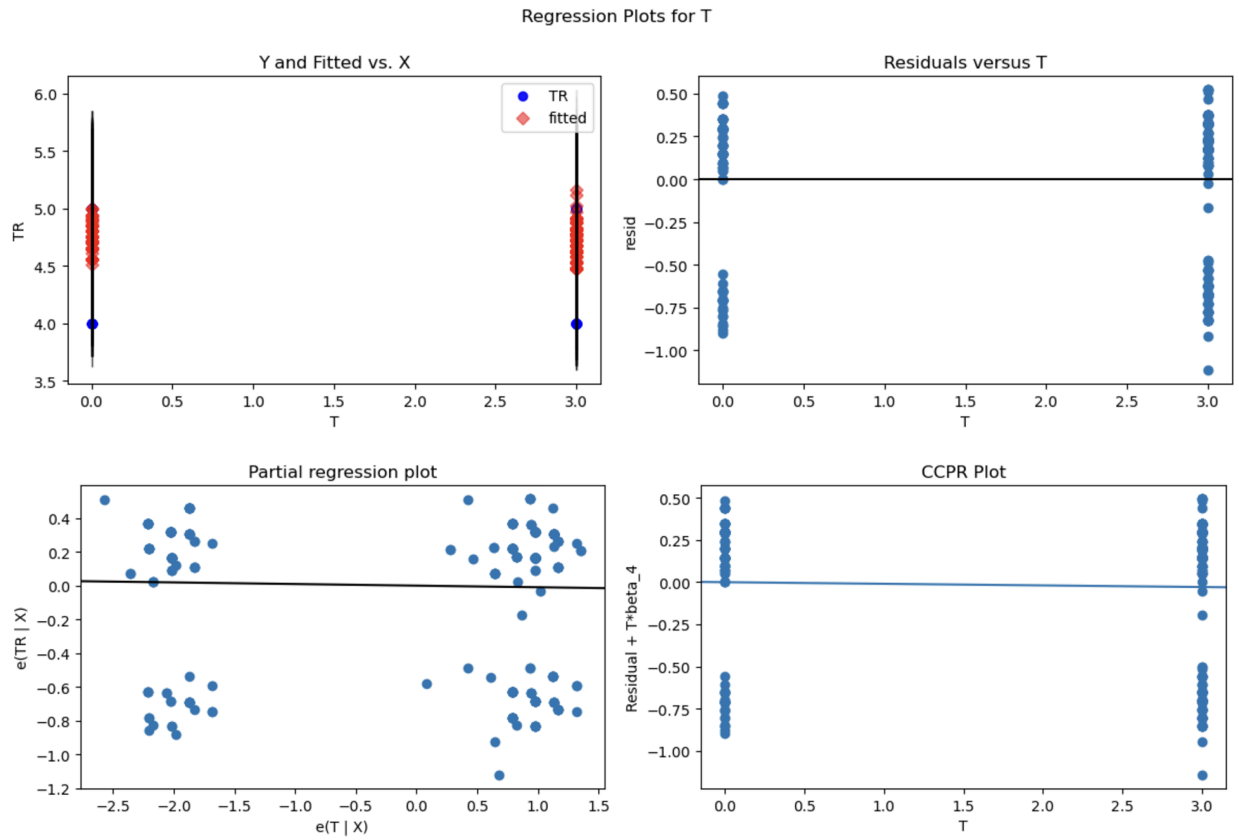 Regression Plots for T
Y and Fitted vs. X
6.0
5.5
5.0
4.5
4.0
3.5
TR
TR
fitted
0.0 0.5 1.0 1.5 2.0 2.5 3.0
T
Residuals versus T
0.50
0.25
0.00
−0.25
−0.50
−0.75
−1.00
resid
0.0 0.5 1.0 1.5 2.0 2.5 3.0
T
Partial regression plot
0.4
0.2
0.0
−0.2
−0.4
−0.6
−0.8
−1.0
−1.2
e(TR | X)
−2.5 −2.0 −1.5 −1.0 −0.5 0.0 0.5 1.0 1.5
e(T | X)
CCPR Plot
0.50
0.25
0.00
−0.25
−0.50
−0.75
−1.00
Residual + T*beta_4
0.0 0.5 1.0 1.5 2.0 2.5 3.0
T